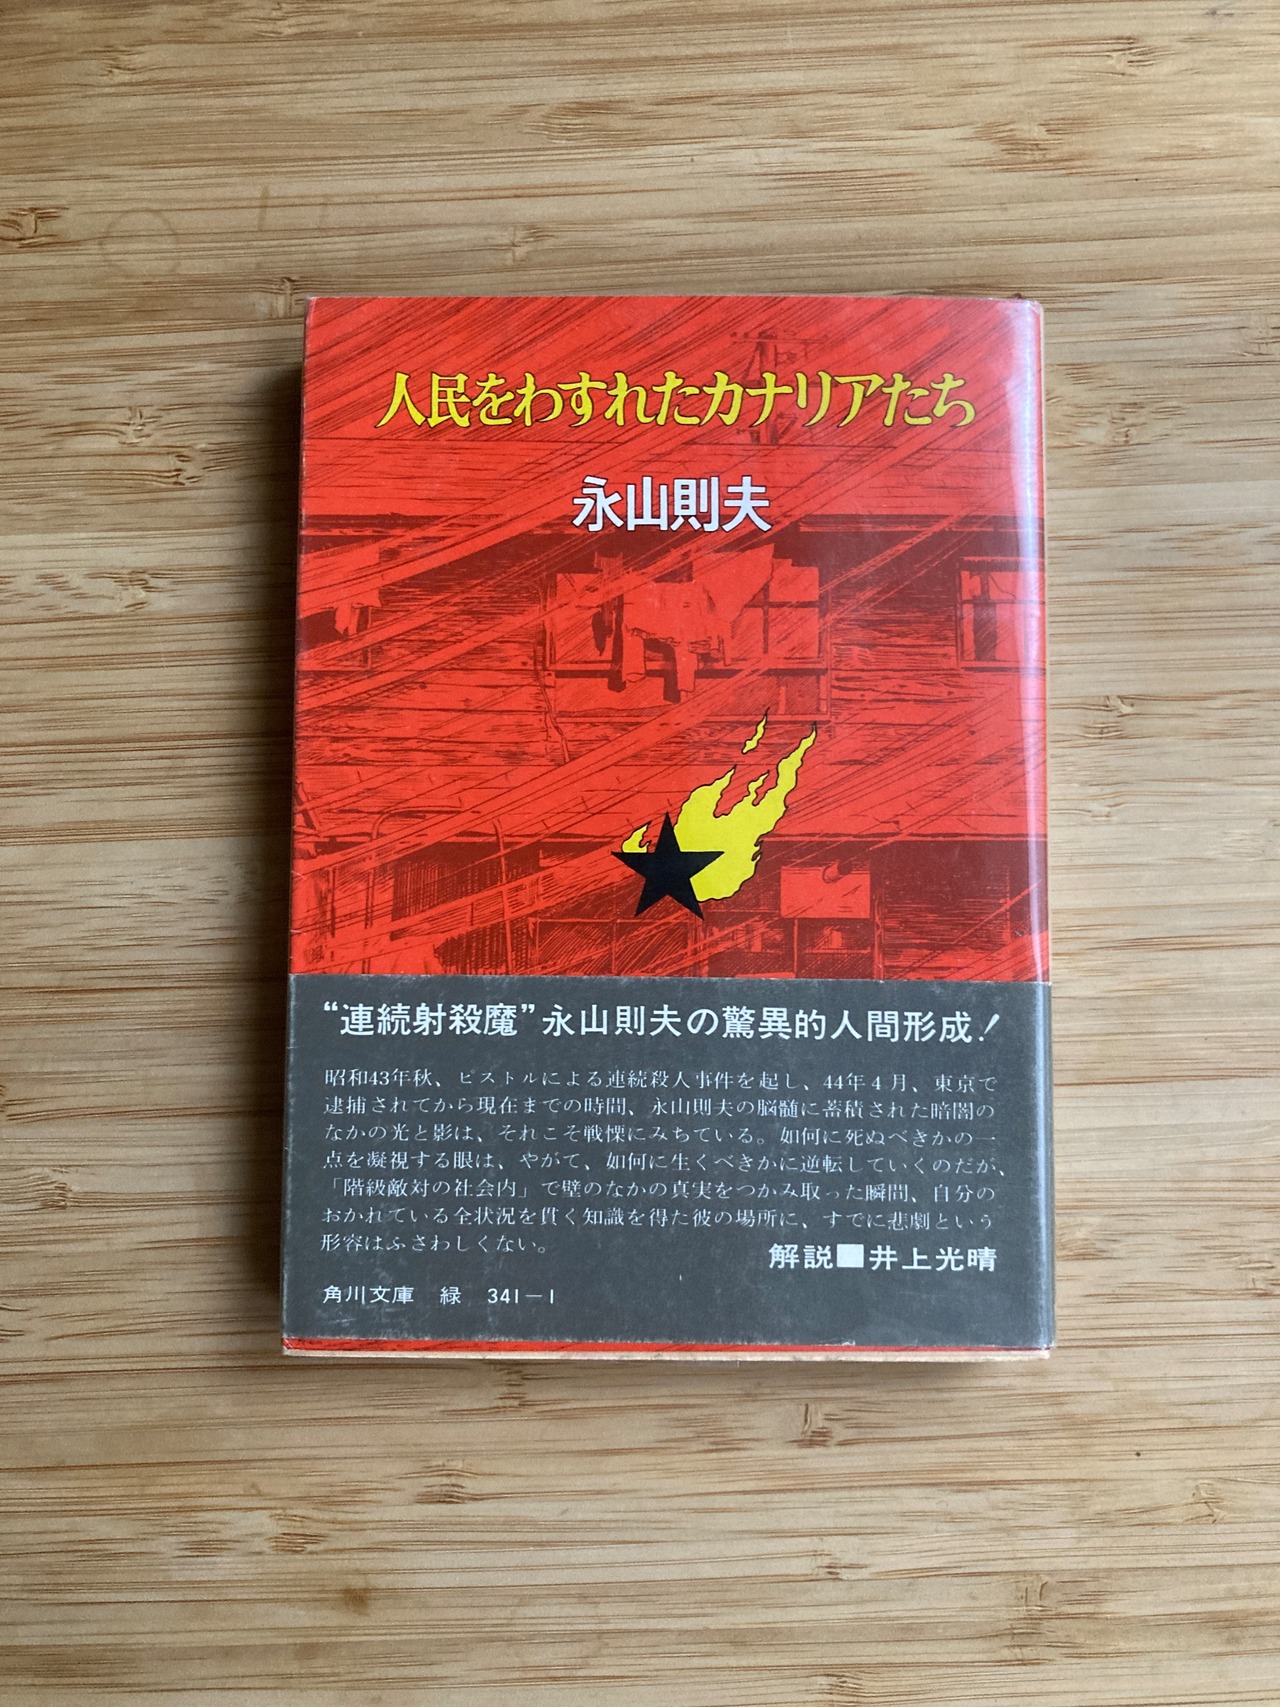 人民をわすれたカナリアたち
永山則夫
“連続射殺魔”永山則夫の驚異的人間形成！
昭和43年秋、ピストルによる連続殺人事件を起し、44年4月、東京で
逮捕されてから現在までの時間、永山則夫の脳髄に蓄積された暗闇の
なかの光と影は、それこそ戦慄にみちている。如何に死ぬべきかの一
点を凝視する眼は、やがて、如何に生くべきかに逆転していくのだが、
「階級敵対の社会内」で壁のなかの真実をつかみ取った瞬間、自分の
おかれている全状況を貫く知識を得た彼の場所に、すでに悲劇という
形容はふさわしくない。
解説■井上光晴
角川文庫 緑 341－1